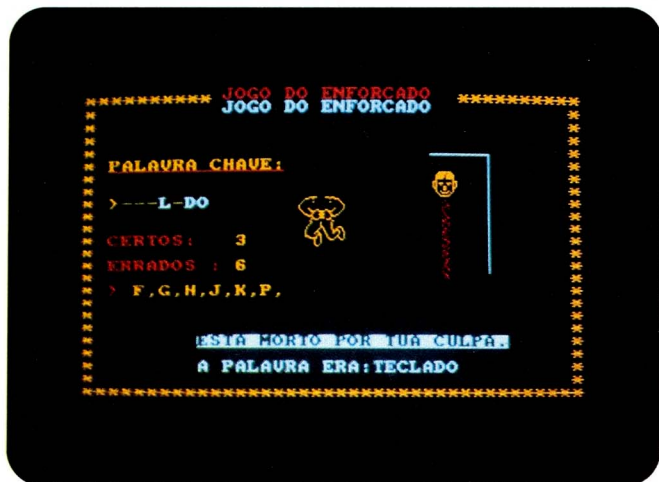 JOGO DO ENFORCADO
JOGO DO ENFORCADO
PALAVRA CHAVE:
>---L-DO
CERTOS: 3
ERRADOS : 6
> F,G,H,J,K,P,
ESTA MORTO POR TUA CULPA.
A PALAVRA ERA:TECLADO